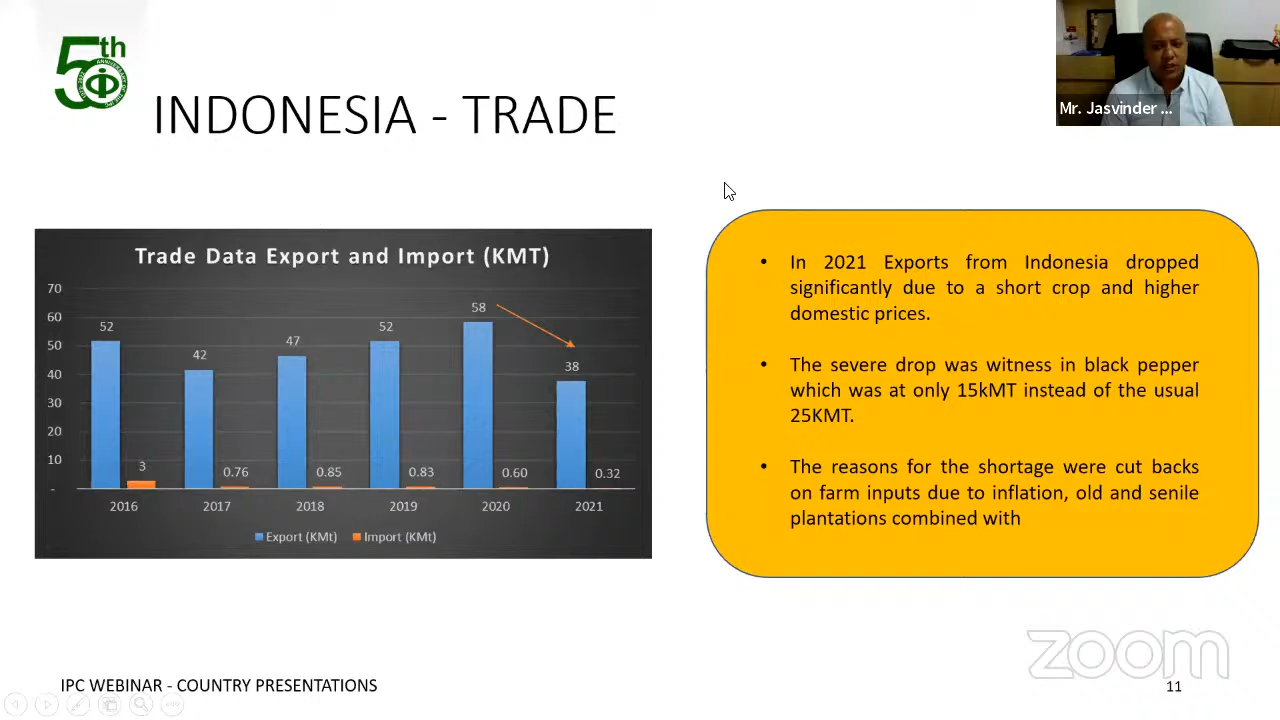 5th
INDONESIA - TRADE
Mr. Jasvinder ...
Trade Data Export and Import (KMT)
70
60
50
40
30
20
10
-
52
42
47
52
58
38
3
0.76
0.85
0.83
0.60
0.32
2016 2017 2018 2019 2020 2021
Export (KMt) Import (KMt)
• In 2021 Exports from Indonesia dropped
significantly due to a short crop and higher
domestic prices.
• The severe drop was witness in black pepper
which was at only 15kMT instead of the usual
25KMT.
• The reasons for the shortage were cut backs
on farm inputs due to inflation, old and senile
plantations combined with
zoom
IPC WEBINAR - COUNTRY PRESENTATIONS
11